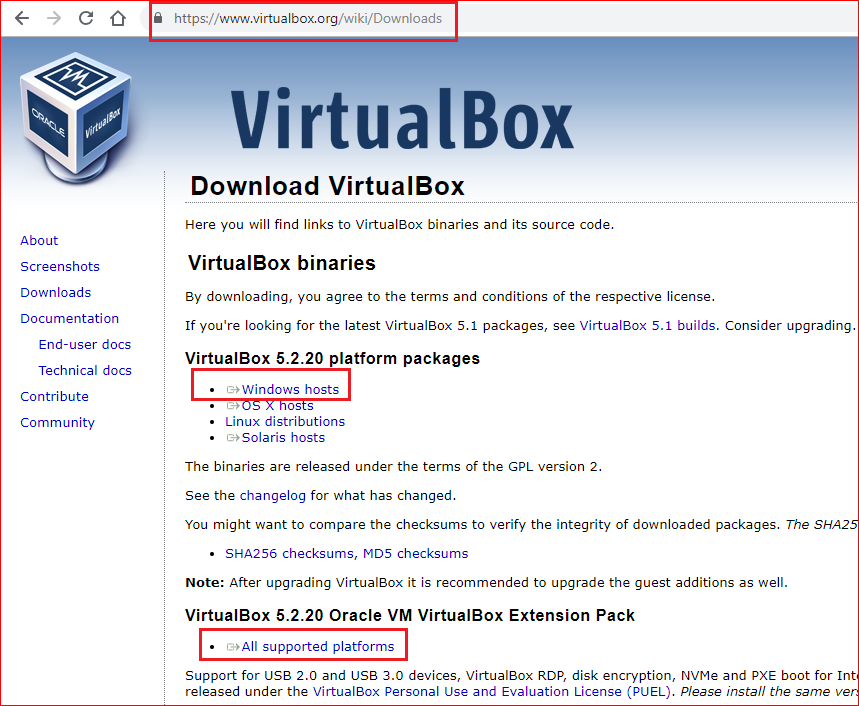 https://www.virtualbox.org/wiki/Downloads
ORACLE
VirtualBox
VirtualBox
Download VirtualBox
Here you will find links to VirtualBox binaries and its source code.
About
Screenshots
Downloads
Documentation
End-user docs
Technical docs
Contribute
Community
VirtualBox binaries
By downloading, you agree to the terms and conditions of the respective license.
If you're looking for the latest VirtualBox 5.1 packages, see VirtualBox 5.1 builds. Consider upgrading.
VirtualBox 5.2.20 platform packages
Windows hosts
OS X hosts
Linux distributions
Solaris hosts
The binaries are released under the terms of the GPL version 2.
See the changelog for what has changed.
You might want to compare the checksums to verify the integrity of downloaded packages. The SHA25
SHA256 checksums, MD5 checksums
Note: After upgrading VirtualBox it is recommended to upgrade the guest additions as well.
VirtualBox 5.2.20 Oracle VM VirtualBox Extension Pack
All supported platforms
Support for USB 2.0 and USB 3.0 devices, VirtualBox RDP, disk encryption, NVMe and PXE boot for Inte
released under the VirtualBox Personal Use and Evaluation License (PUEL). Please install the same vers